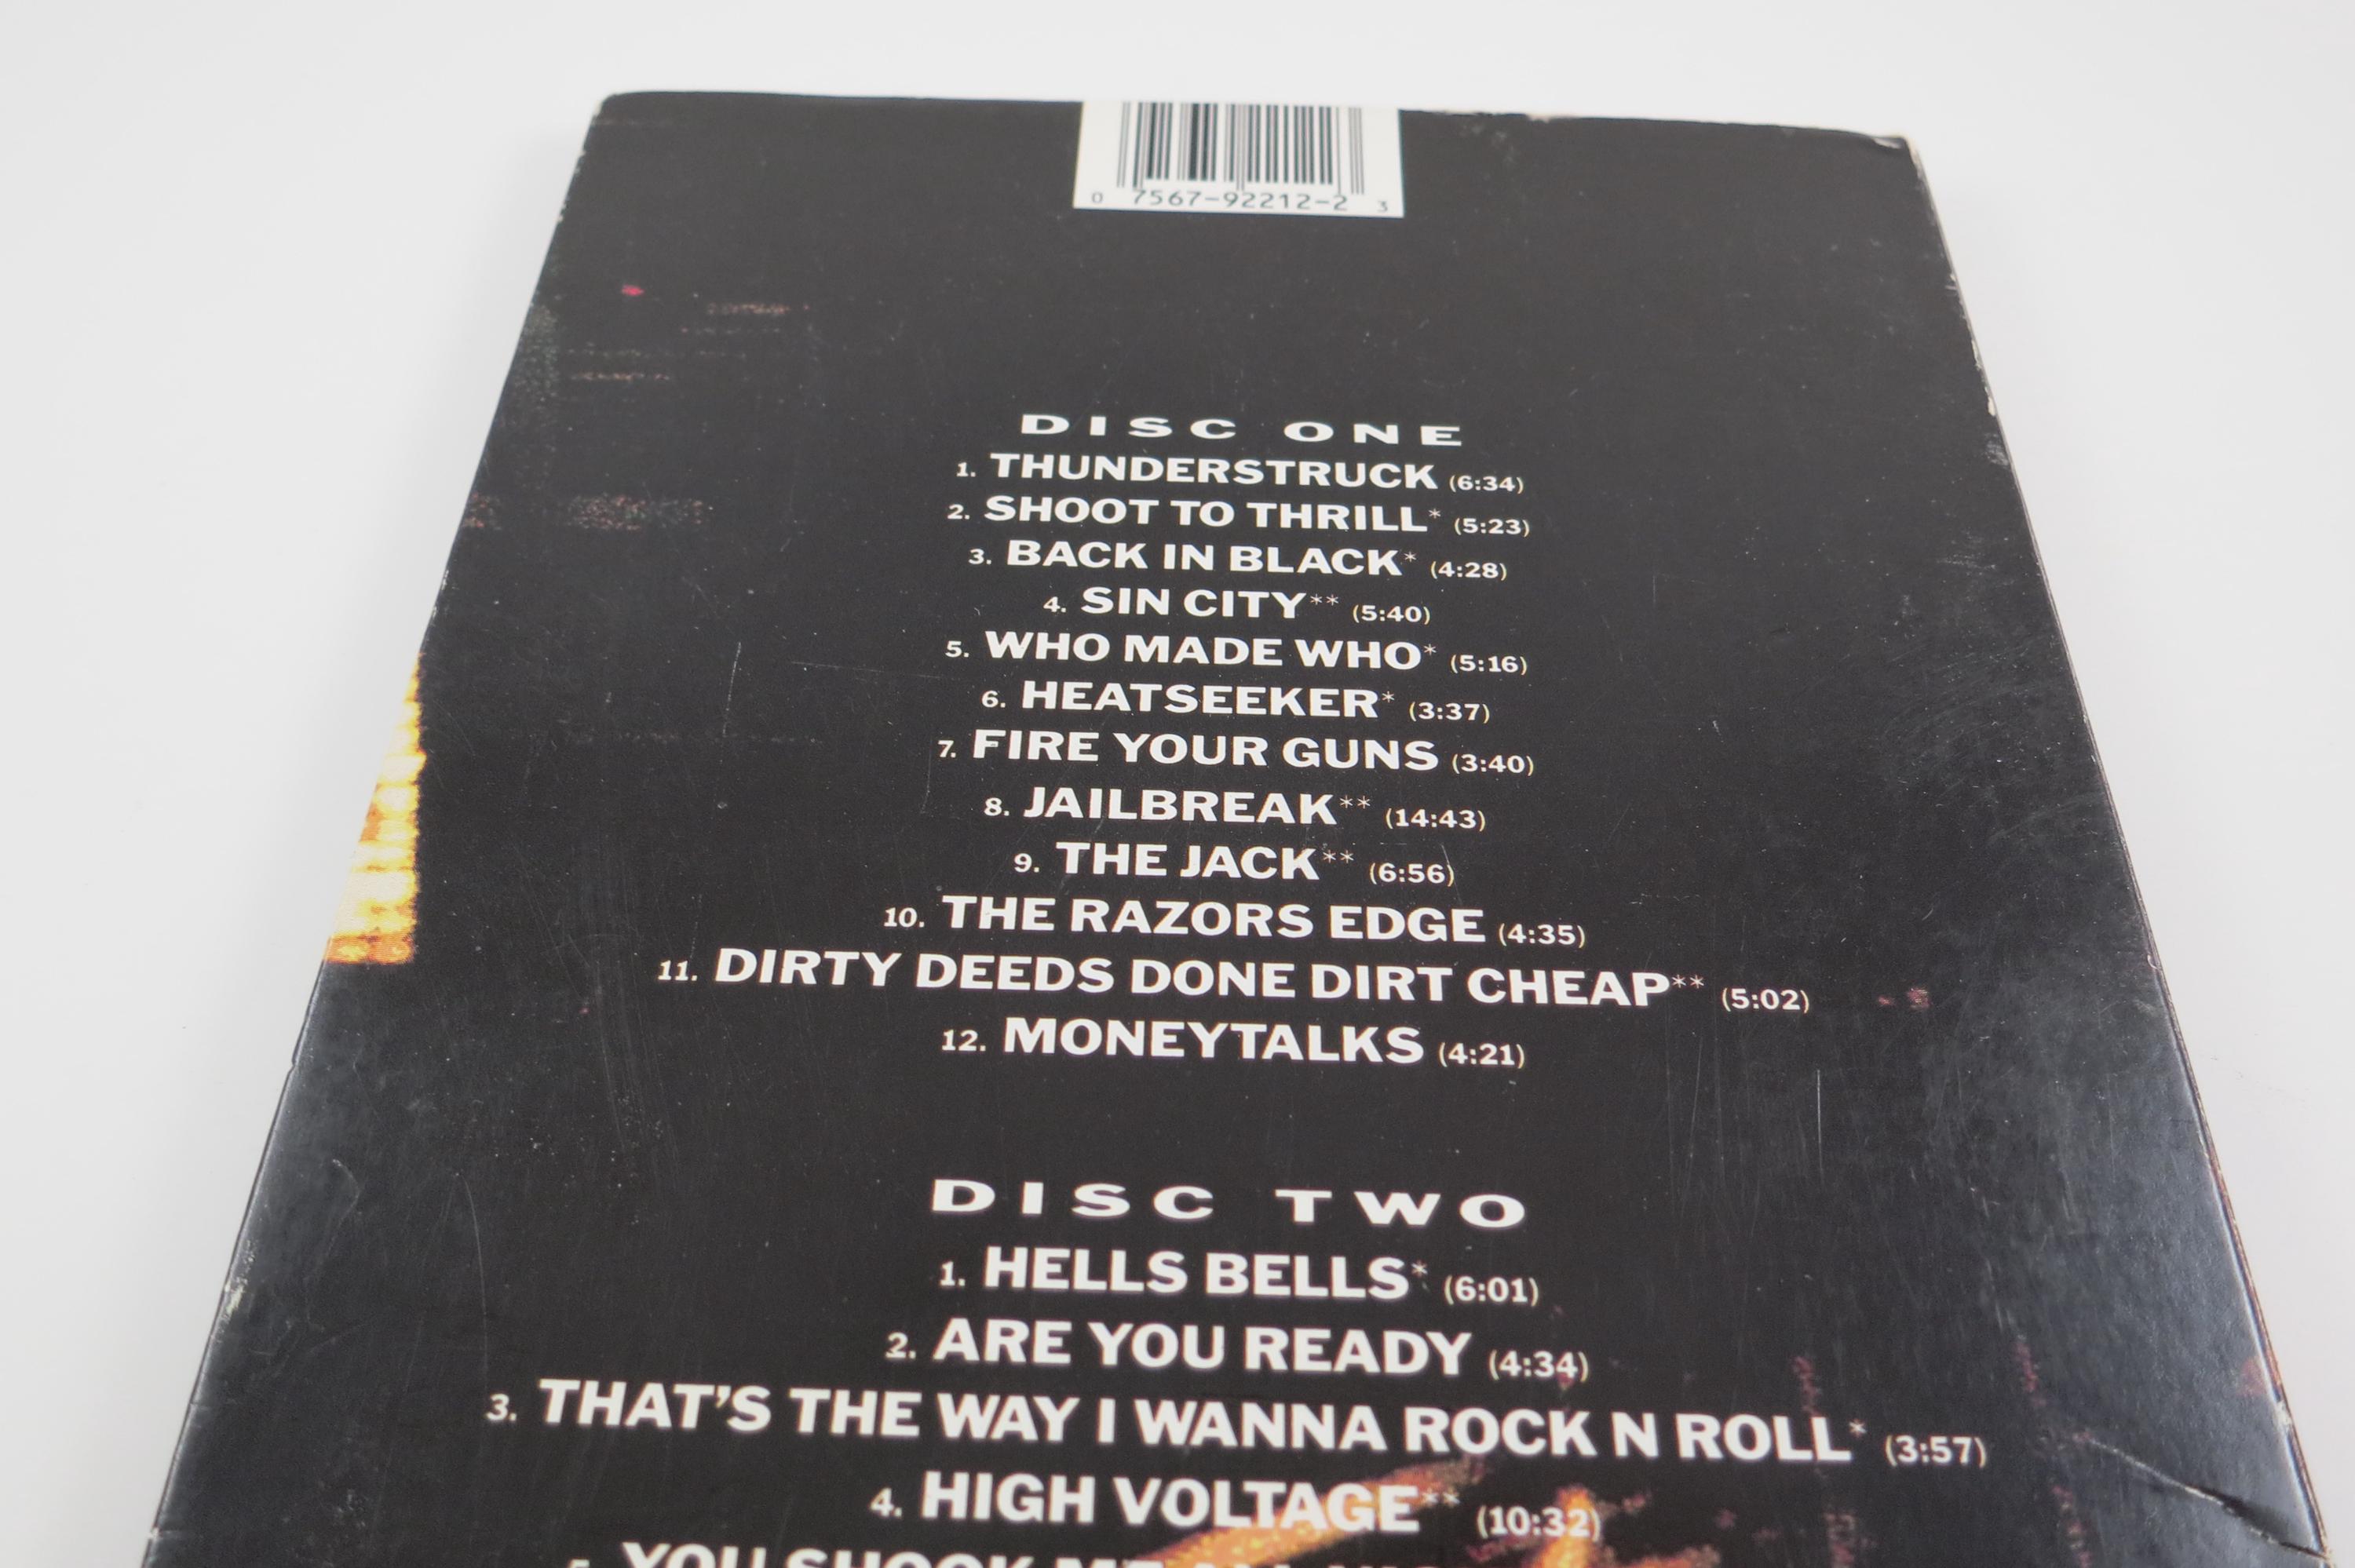 0 7567-92212-2 3
DISC ONE
1. THUNDERSTRUCK (6:34)
2. SHOOT TO THRILL* (5:23)
3. BACK IN BLACK* (4:28)
4. SIN CITY** (5:40)
5. WHO MADE WHO* (5:16)
6. HEATSEEKER* (3:37)
7. FIRE YOUR GUNS (3:40)
8. JAILBREAK** (14:43)
9. THE JACK** (6:56)
10. THE RAZORS EDGE (4:35)
11. DIRTY DEEDS DONE DIRT CHEAP** (5:02)
12. MONEYTALKS (4:21)
DISC TWO
1. HELLS BELLS* (6:01)
2. ARE YOU READY (4:34)
3. THAT'S THE WAY I WANNA ROCK N ROLL* (3:57)
4. HIGH VOLTAGE** (10:32)
YOU SHOOK ME ALL